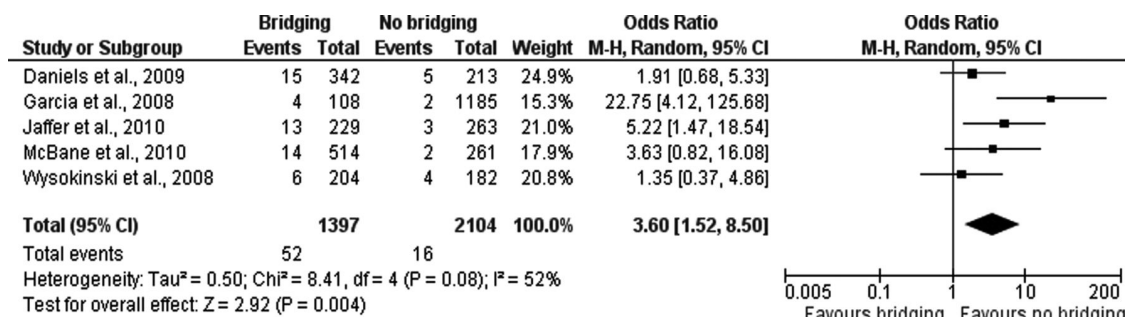 Bridging No bridging Odds Ratio Odds Ratio
Study or Subgroup Events Total Events Total Weight M-H, Random, 95% CI M-H, Random, 95% CI
Daniels et al., 2009 15 342 5 213 24.9% 1.91 [0.68, 5.33]
Garcia et al., 2008 4 108 2 1185 15.3% 22.75 [4.12, 125.68]
Jaffer et al., 2010 13 229 3 263 21.0% 5.22 [1.47, 18.54]
McBane et al., 2010 14 514 2 261 17.9% 3.63 [0.82, 16.08]
Wysokinski et al., 2008 6 204 4 182 20.8% 1.35 [0.37, 4.86]
Total (95% CI) 1397 2104 100.0% 3.60 [1.52, 8.50]
Total events 52 16
Heterogeneity: Tau² = 0.50; Chi² = 8.41, df = 4 (P = 0.08); I² = 52%
Test for overall effect: Z = 2.92 (P = 0.004)
0.005 0.1 1 10 200
Favours bridging Favours no bridging